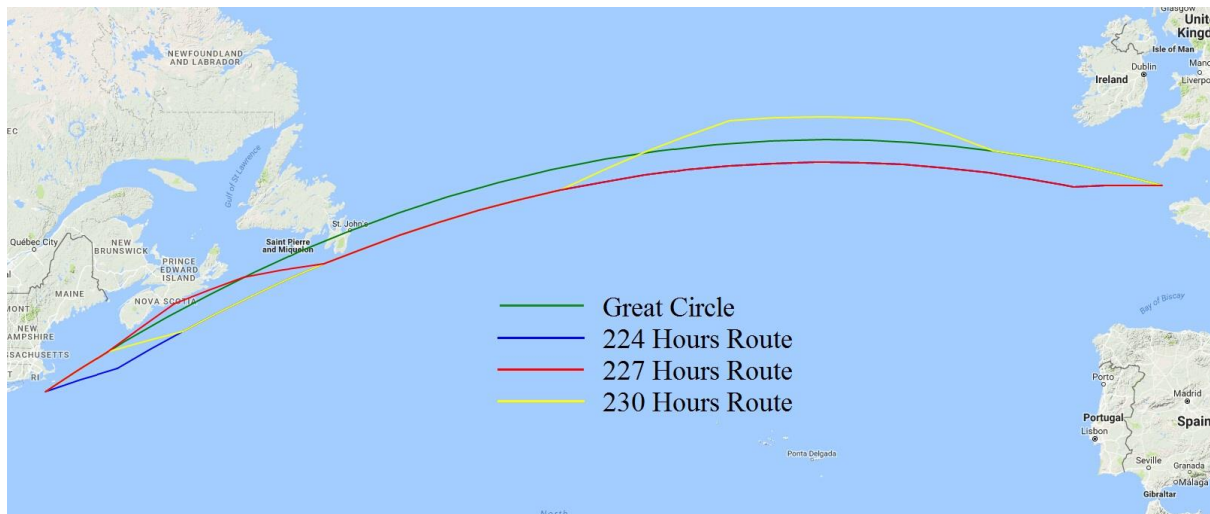 Glasgow
Unit
Kingd
NEWFOUNDLAND
AND LABRADOR
Isle of Man
Dublin
Manc
Ireland
Liverpo
EC
Gulf of St. Lawrence
St. John's
Québec City
NEW
BRUNSWICK
Saint Pierre
and Miquelon
PRINCE
EDWARD
ISLAND
MAINE
NOVA SCOTIA
MONT
NEW
AMPSHIRE
SSACHUSETTS
T
RI
Bay of Biscay
Great Circle
224 Hours Route
227 Hours Route
230 Hours Route
Porto
Madrid
Portugal
Spain
Lisbon
Ponta Delgada
Seville
Granada
Málaga
Gibraltar
North